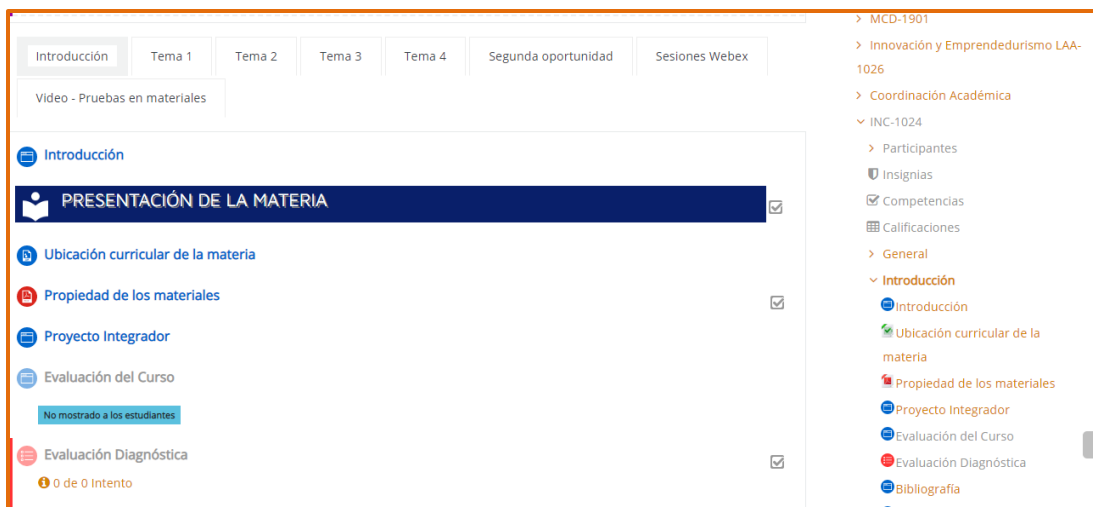 Introducción
Tema 1
Tema 2
Tema 3
Tema 4
Segunda oportunidad
Sesiones Webex
Video - Pruebas en materiales
Introducción
PRESENTACIÓN DE LA MATERIA
Ubicación curricular de la materia
Propiedad de los materiales
Proyecto Integrador
Evaluación del Curso
No mostrado a los estudiantes
Evaluación Diagnóstica
0 de 0 Intento
MCD-1901
Innovación y Emprendedurismo LAA-
1026
Coordinación Académica
INC-1024
Participantes
Insignias
Competencias
Calificaciones
General
Introducción
Introducción
Ubicación curricular de la
materia
Propiedad de los materiales
Proyecto Integrador
Evaluación del Curso
Evaluación Diagnóstica
Bibliografía